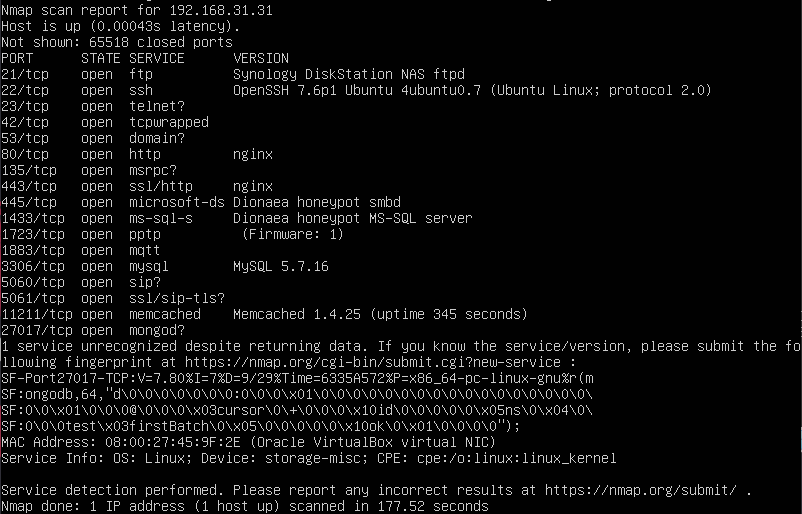 Nmap scan report for 192.168.31.31
Host is up (0.00043s latency).
Not shown: 65518 closed ports
PORT      STATE SERVICE      VERSION
21/tcp    open  ftp          Synology DiskStation NAS ftpd
22/tcp    open  ssh          OpenSSH 7.6p1 Ubuntu 4ubuntu0.7 (Ubuntu Linux; protocol 2.0)
23/tcp    open  telnet?
42/tcp    open  tcpwrapped
53/tcp    open  domain?
80/tcp    open  http         nginx
135/tcp   open  msrpc?
443/tcp   open  ssl/http     nginx
445/tcp   open  microsoft-ds Dionaea honeypot smbd
1433/tcp  open  ms-sql-s     Dionaea honeypot MS-SQL server
1723/tcp  open  pptp          (Firmware: 1)
1883/tcp  open  mqtt
3306/tcp  open  mysql        MySQL 5.7.16
5060/tcp  open  sip?
5061/tcp  open  ssl/sip-tls?
11211/tcp open  memcached    Memcached 1.4.25 (uptime 345 seconds)
27017/tcp open  mongod?
1 service unrecognized despite returning data. If you know the service/version, please submit the fo
llowing fingerprint at https://nmap.org/cgi-bin/submit.cgi?new-service :
SF-Port27017-TCP:V=7.80%I=7%D=9/29%Time=6335A572%P=x86_64-pc-linux-gnu%r(m
SF:ongodb,64,"d\0\0\0\0\0\0\0:0\0\0\x01\0\0\0\0\0\0\0\0\0\0\0\0\0\0\0\0\0\
SF:0\0\x01\0\0\0@\0\0\0\x03cursor\0\+\0\0\0\x10id\0\0\0\0\0\x05ns\0\x04\0\
SF:0\0\0test\x03firstBatch\0\x05\0\0\0\0\0\x10ok\0\x01\0\0\0\0");
MAC Address: 08:00:27:45:9F:2E (Oracle VirtualBox virtual NIC)
Service Info: OS: Linux; Device: storage-misc; CPE: cpe:/o:linux:linux_kernel

Service detection performed. Please report any incorrect results at https://nmap.org/submit/ .
Nmap done: 1 IP address (1 host up) scanned in 177.52 seconds